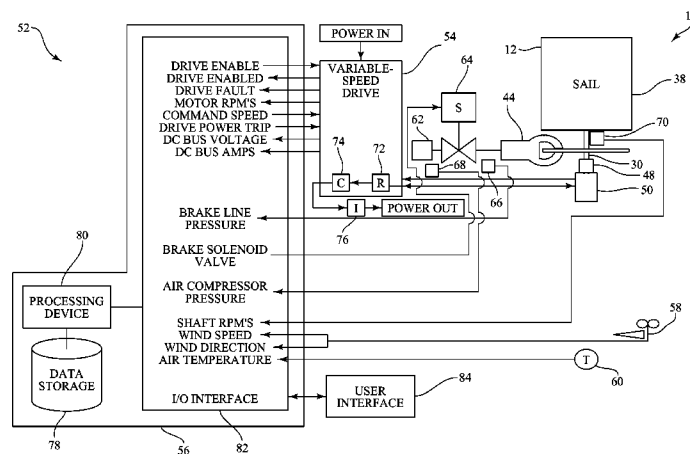 52
POWER IN
54
64
12
1
DRIVE ENABLE
DRIVE ENABLED
DRIVE FAULT
MOTOR RPM'S
COMMAND SPEED
DRIVE POWER TRIP
DC BUS VOLTAGE
DC BUS AMPS
VARIABLE-
SPEED
DRIVE
S
SAIL
38
62
44
70
74
72
68
66
30
48
50
C
R
I
POWER OUT
76
BRAKE LINE
PRESSURE
BRAKE SOLENOID
VALVE
80
PROCESSING
DEVICE
AIR COMPRESSOR
PRESSURE
SHAFT RPM'S
WIND SPEED
WIND DIRECTION
AIR TEMPERATURE
58
T
60
DATA
STORAGE
I/O INTERFACE
USER
INTERFACE
84
78
56
82